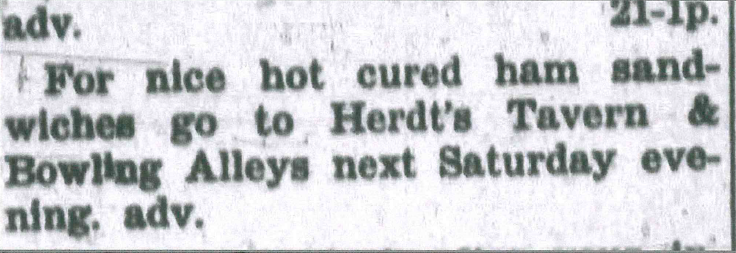 adv. 21-1p.
For nice hot cured ham sand-
wiches go to Herdt's Tavern &
Bowling Alleys next Saturday eve-
ning. adv.